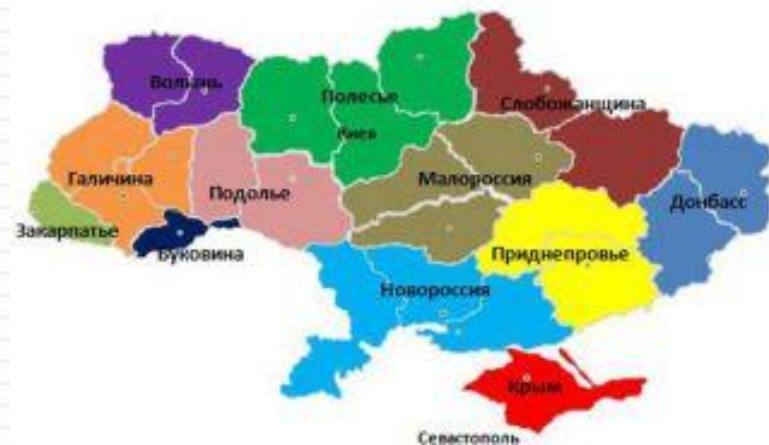 Волынь
Полесье
Слобожанщина
Киев
Галичина
Подолье
Малороссия
Донбасс
Закарпатье
Буковина
Приднепровье
Новороссия
Крым
Севастополь